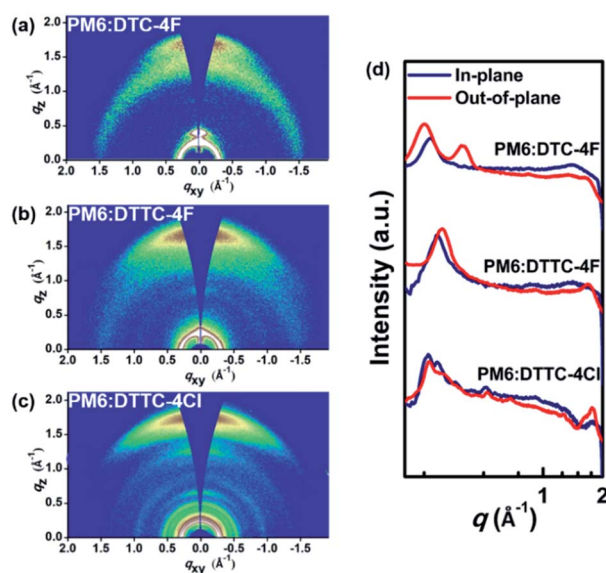 (a) PM6:DTC-4F
2.0
1.5
1.0
0.5
0.0
qz (Å⁻¹)
2.0 1.5 1.0 0.5 0.0 -0.5 -1.0 -1.5
qxy (Å⁻¹)
(b) PM6:DTTC-4F
2.0
1.5
1.0
0.5
0.0
qz (Å⁻¹)
2.0 1.5 1.0 0.5 0.0 -0.5 -1.0 -1.5
qxy (Å⁻¹)
(c) PM6:DTTC-4Cl
2.0
1.5
1.0
0.5
0.0
qz (Å⁻¹)
2.0 1.5 1.0 0.5 0.0 -0.5 -1.0 -1.5
qxy (Å⁻¹)
(d)
In-plane
Out-of-plane
PM6:DTC-4F
PM6:DTTC-4F
PM6:DTTC-4Cl
Intensity (a.u.)
1 2
q (Å⁻¹)